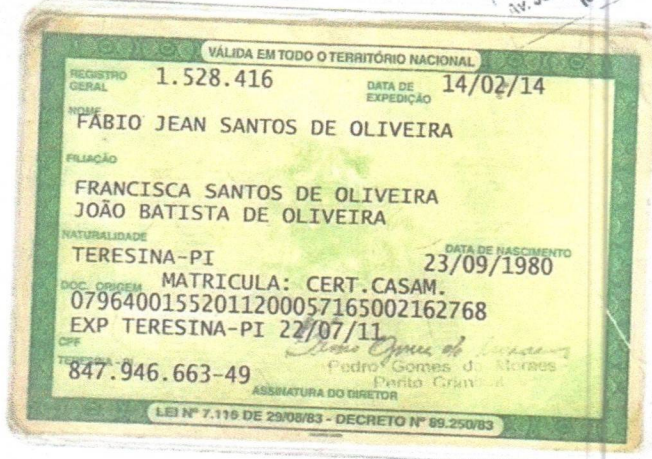 VÁLIDA EM TODO O TERRITÓRIO NACIONAL
REGISTRO GERAL 1.528.416 DATA DE EXPEDIÇÃO 14/02/14
NOME
FÁBIO JEAN SANTOS DE OLIVEIRA
FILIAÇÃO
FRANCISCA SANTOS DE OLIVEIRA
JOÃO BATISTA DE OLIVEIRA
NATURALIDADE DATA DE NASCIMENTO
TERESINA-PI 23/09/1980
DOC. ORIGEM MATRICULA: CERT.CASAM.
07964001552011200057165002162768
EXP TERESINA-PI 22/07/11
CPF
TERESINA - PI
Pedro Gomes de Moraes
847.946.663-49
Perito
ASSINATURA DO DIRETOR
LEI Nº 7.116 DE 29/08/83 - DECRETO Nº 89.250/83